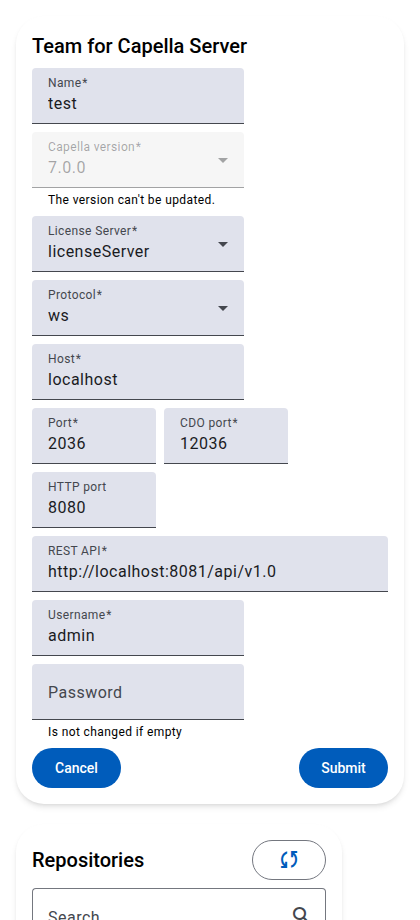 Team for Capella Server
Name*
test
Capella version*
7.0.0
The version can't be updated.
License Server*
licenseServer
Protocol*
ws
Host*
localhost
Port*
2036
CDO port*
12036
HTTP port
8080
REST API*
http://localhost:8081/api/v1.0
Username*
admin
Password
Is not changed if empty
Cancel
Submit
Repositories
Search